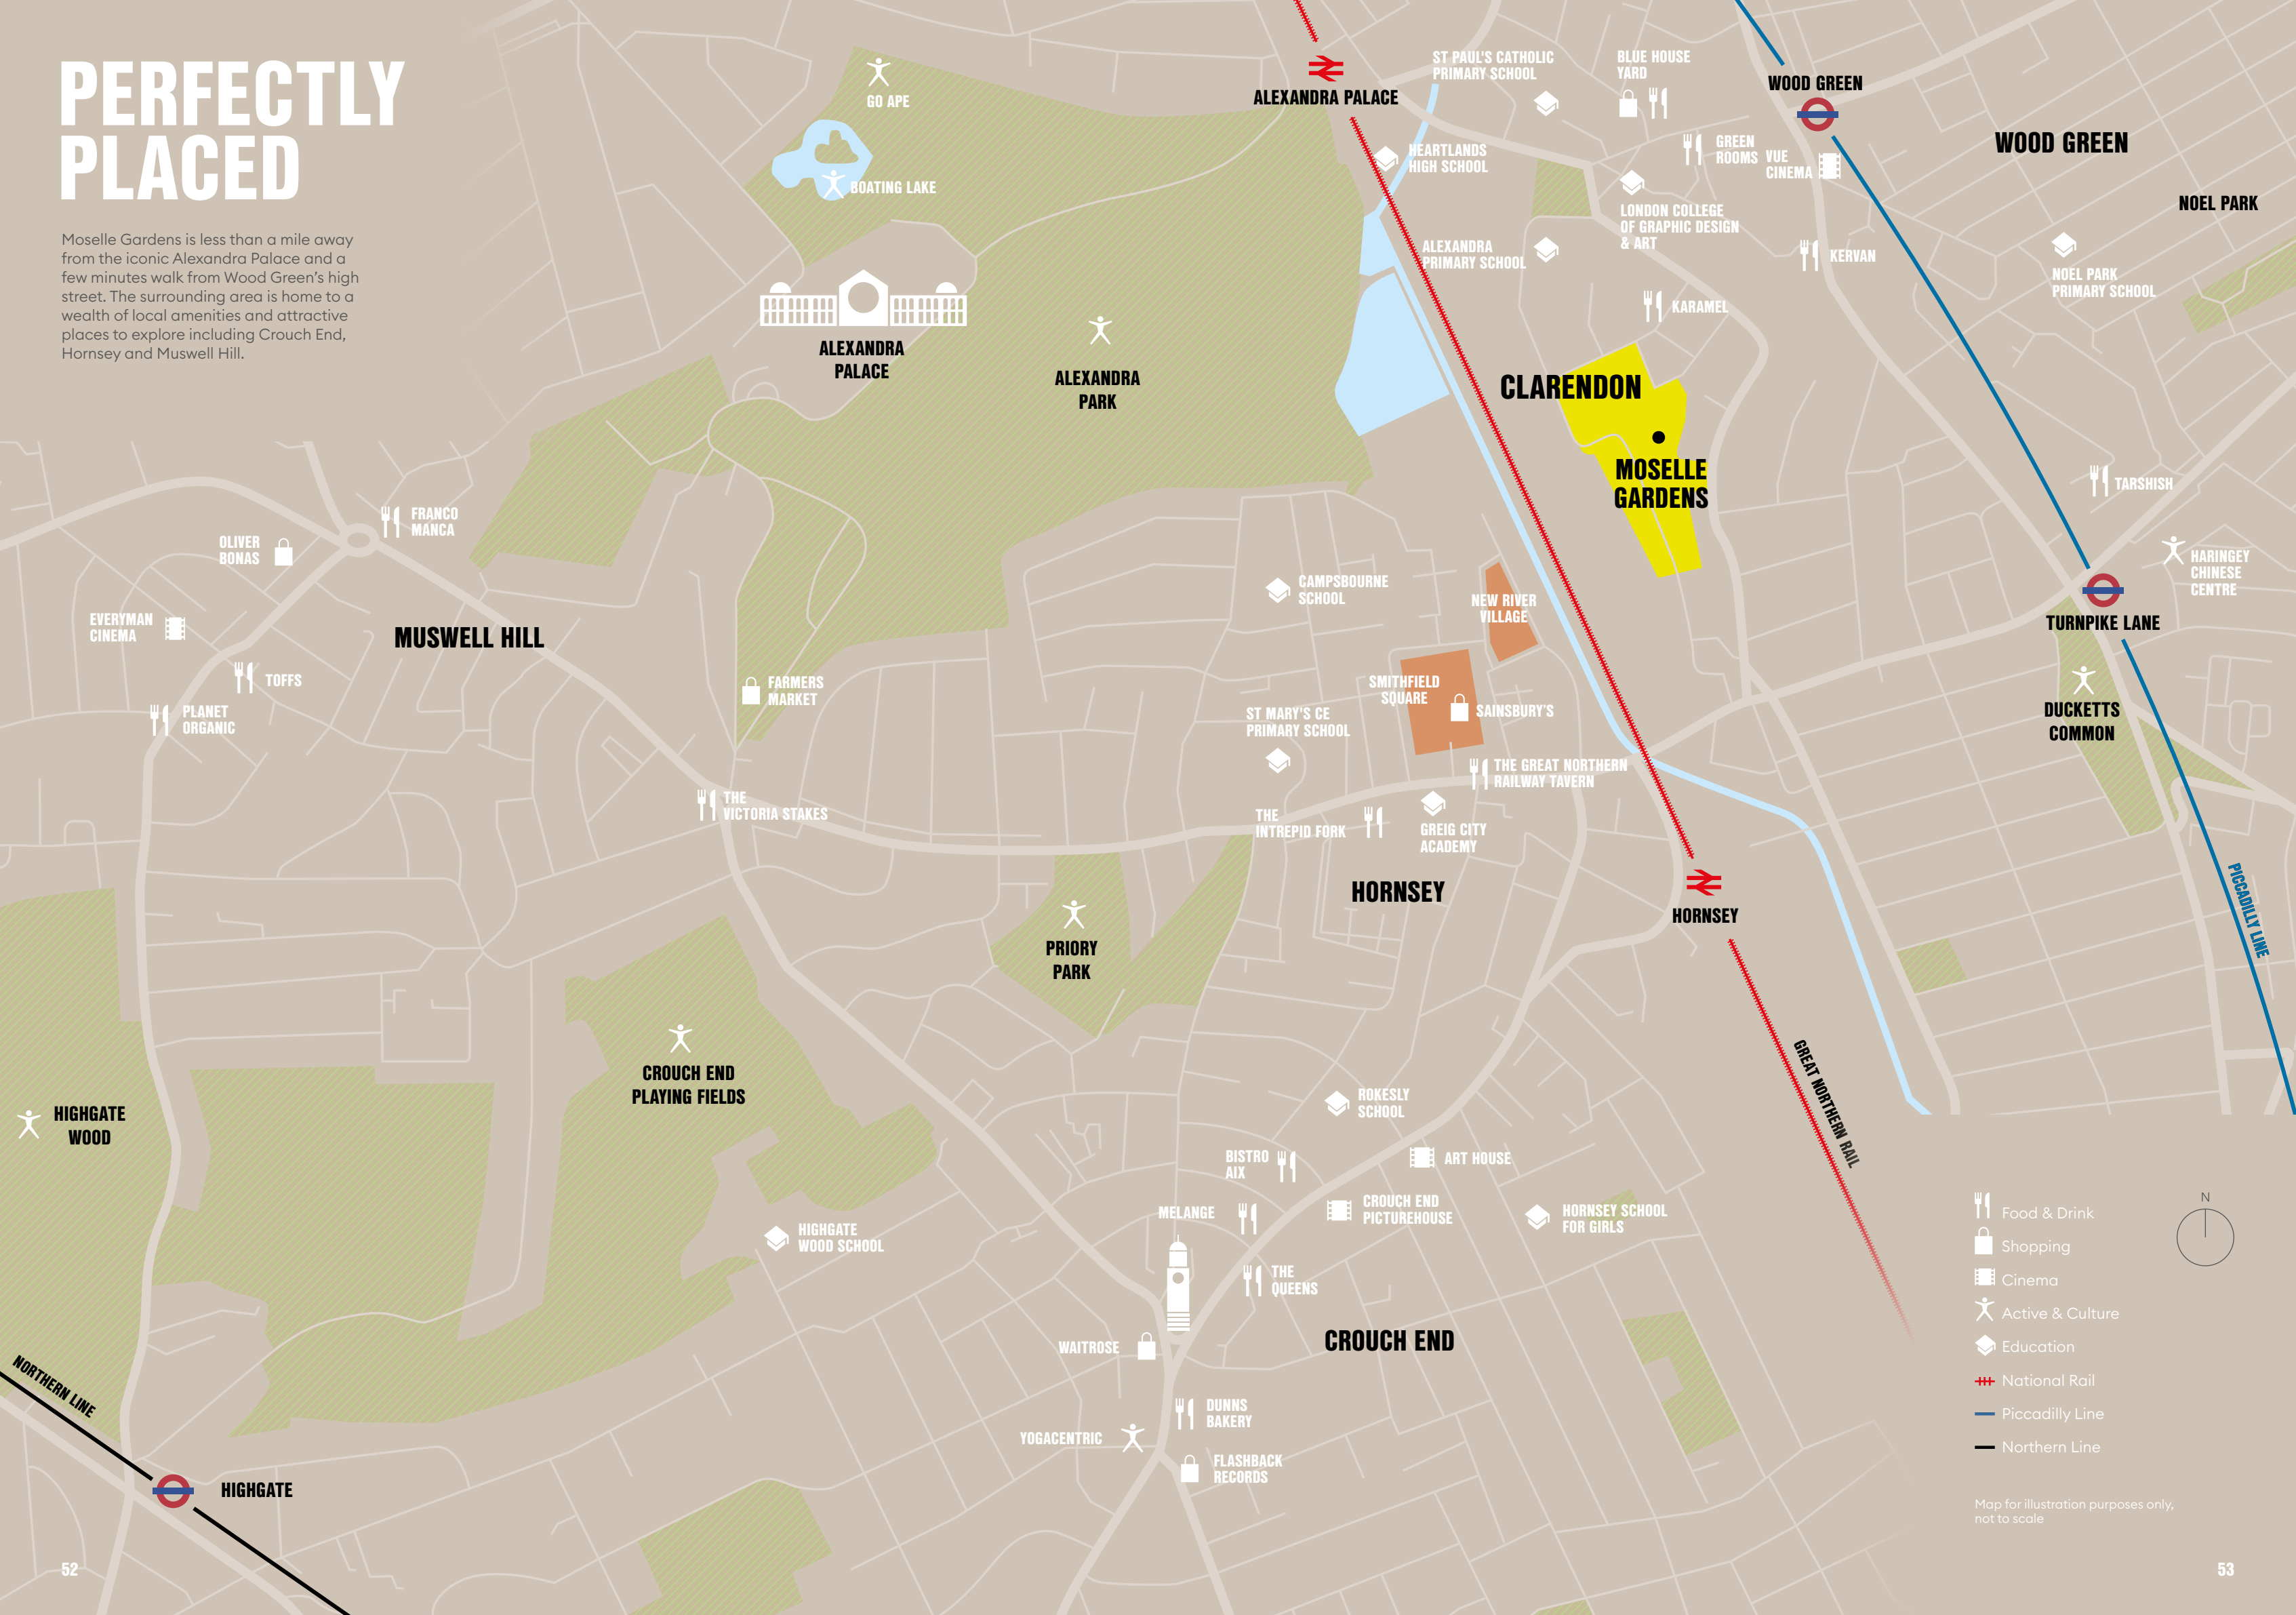 PERFECTLY
PLACED
Moselle Gardens is less than a mile away
from the iconic Alexandra Palace and a
few minutes walk from Wood Green’s high
street. The surrounding area is home to a
wealth of local amenities and attractive
places to explore including Crouch End,
Hornsey and Muswell Hill.
GO APE
BOATING LAKE
ALEXANDRA
PALACE
ALEXANDRA
PARK
ALEXANDRA PALACE
ST PAUL'S CATHOLIC
PRIMARY SCHOOL
BLUE HOUSE
YARD
WOOD GREEN
WOOD GREEN
NOEL PARK
HEARTLANDS
HIGH SCHOOL
GREEN
ROOMS
VUE
CINEMA
LONDON COLLEGE
OF GRAPHIC DESIGN
& ART
ALEXANDRA
PRIMARY SCHOOL
KERVAN
NOEL PARK
PRIMARY SCHOOL
KARAMEL
CLARENDON
MOSELLE
GARDENS
TARSHISH
HARINGEY
CHINESE
CENTRE
TURNPIKE LANE
DUCKETTS
COMMON
PICCADILLY LINE
FRANCO
MANCA
OLIVER
BONAS
EVERYMAN
CINEMA
MUSWELL HILL
TOFFS
PLANET
ORGANIC
FARMERS
MARKET
THE
VICTORIA STAKES
CAMPSBOURNE
SCHOOL
NEW RIVER
VILLAGE
SMITHFIELD
SQUARE
SAINSBURY'S
ST MARY'S CE
PRIMARY SCHOOL
THE GREAT NORTHERN
RAILWAY TAVERN
THE
INTREPID FORK
GREIG CITY
ACADEMY
HORNSEY
HORNSEY
PRIORY
PARK
GREAT NORTHERN RAIL
CROUCH END
PLAYING FIELDS
HIGHGATE
WOOD
HIGHGATE
WOOD SCHOOL
ROKESLY
SCHOOL
BISTRO
AIX
ART HOUSE
MELANGE
CROUCH END
PICTUREHOUSE
HORNSEY SCHOOL
FOR GIRLS
THE
QUEENS
WAITROSE
CROUCH END
DUNNS
BAKERY
YOGACENTRIC
FLASHBACK
RECORDS
NORTHERN LINE
HIGHGATE
N
Food & Drink
Shopping
Cinema
Active & Culture
Education
National Rail
Piccadilly Line
Northern Line
Map for illustration purposes only,
not to scale
52
53